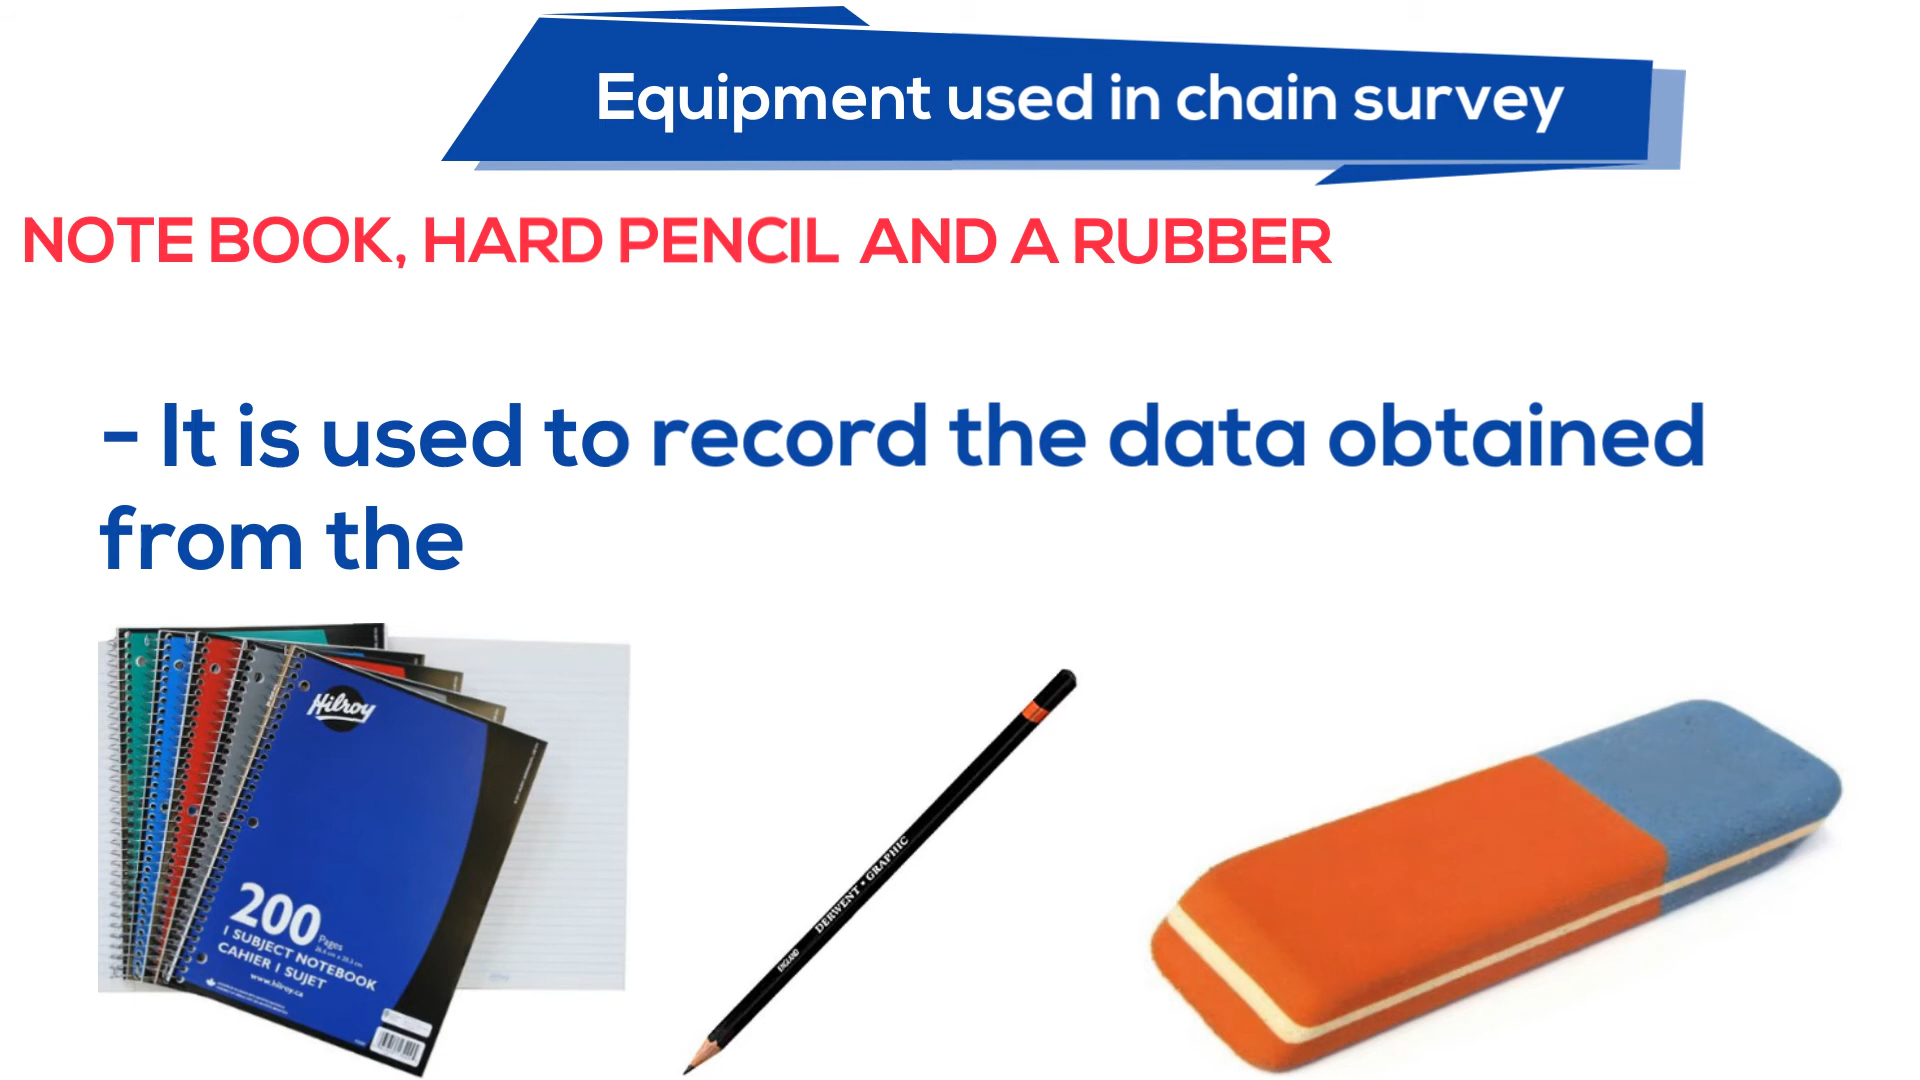 Equipment used in chain survey
NOTE BOOK, HARD PENCIL AND A RUBBER
- It is used to record the data obtained
from the
Hilroy
200
Pages
1 SUBJECT NOTEBOOK
CAHIER 1 SUJET
www.hilroy.ca
DERWENT • GRAPHIC
ENGLAND